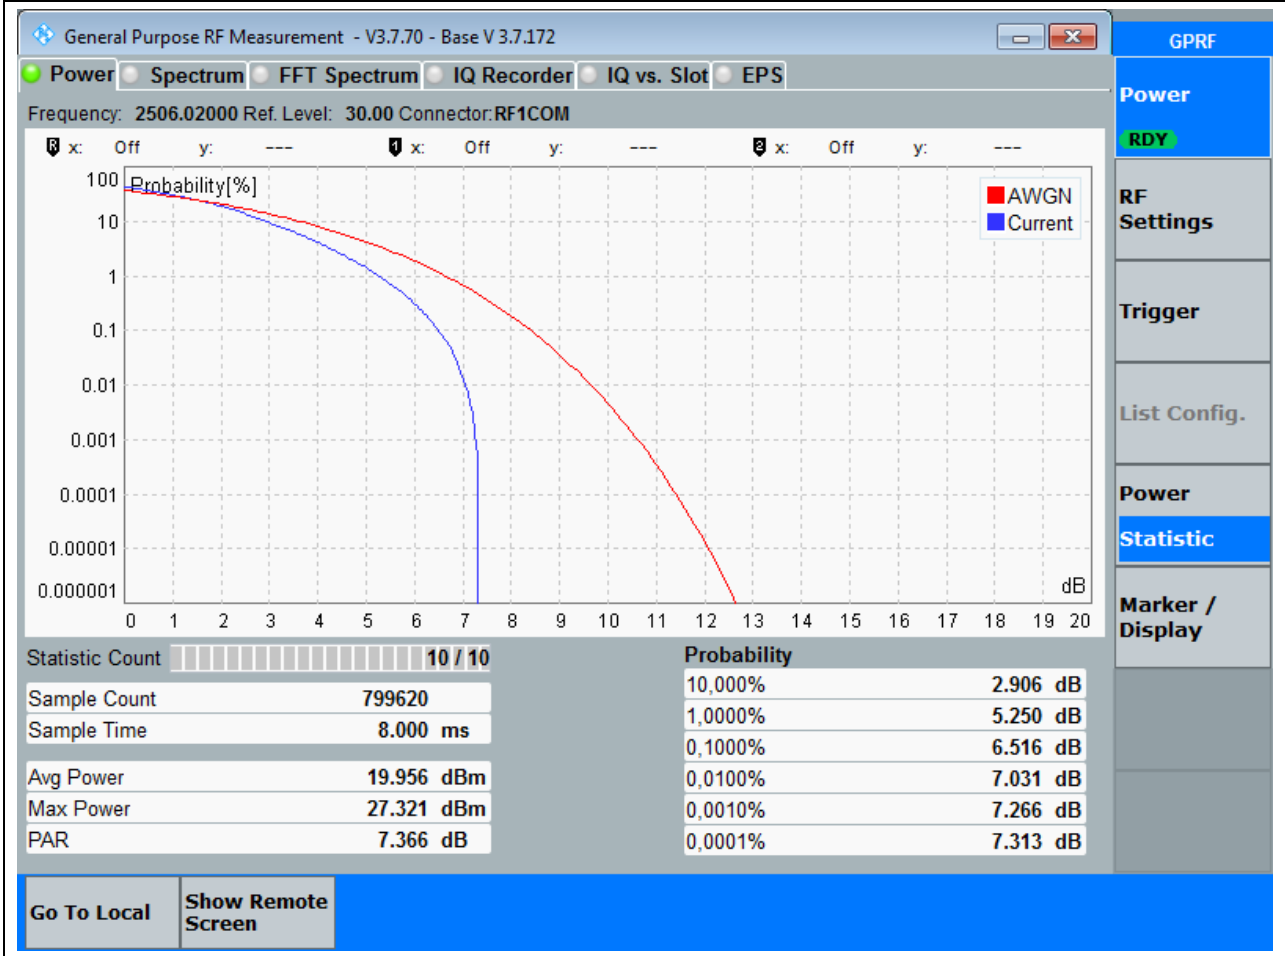 General Purpose RF Measurement - V3.7.70 - Base V 3.7.172
GPRF
Power Spectrum FFT Spectrum IQ Recorder IQ vs. Slot EPS
Power
RDY
Frequency: 2506.02000 Ref. Level: 30.00 Connector:RF1COM
R x: Off y: --- 1 x: Off y: --- 2 x: Off y: ---
Probability[%]
AWGN
Current
100
10
1
0.1
0.01
0.001
0.0001
0.00001
0.000001
dB
0 1 2 3 4 5 6 7 8 9 10 11 12 13 14 15 16 17 18 19 20
RF
Settings
Trigger
List Config.
Power
Statistic
Marker /
Display
Statistic Count 10 / 10
Sample Count 799620
Sample Time 8.000 ms
Avg Power 19.956 dBm
Max Power 27.321 dBm
PAR 7.366 dB
Probability
10,000% 2.906 dB
1,0000% 5.250 dB
0,1000% 6.516 dB
0,0100% 7.031 dB
0,0010% 7.266 dB
0,0001% 7.313 dB
Go To Local
Show Remote
Screen